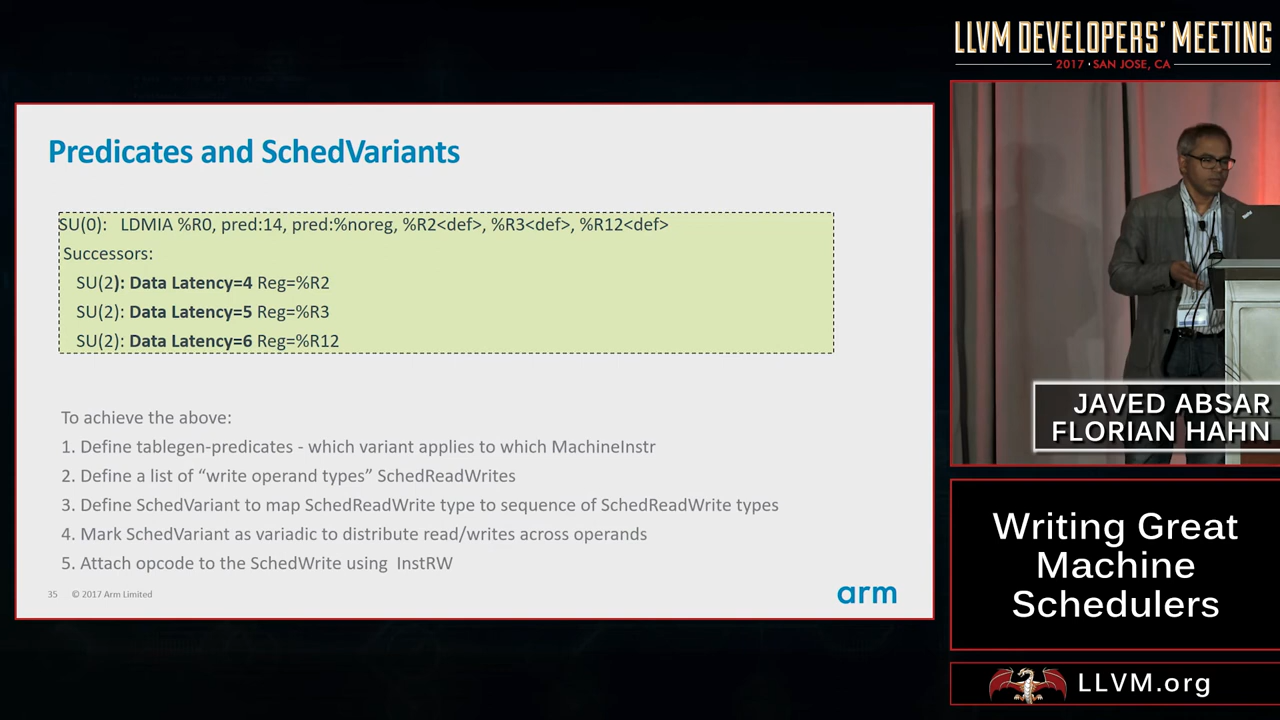 LLVM DEVELOPERS' MEETING
2017 · SAN JOSE, CA
Predicates and SchedVariants
SU(0): LDMIA %R0, pred:14, pred:%noreg, %R2<def>, %R3<def>, %R12<def>
Successors:
SU(2): Data Latency=4 Reg=%R2
SU(2): Data Latency=5 Reg=%R3
SU(2): Data Latency=6 Reg=%R12
To achieve the above:
1. Define tablegen-predicates - which variant applies to which MachineInstr
2. Define a list of “write operand types” SchedReadWrites
3. Define SchedVariant to map SchedReadWrite type to sequence of SchedReadWrite types
4. Mark SchedVariant as variadic to distribute read/writes across operands
5. Attach opcode to the SchedWrite using InstRW
35 © 2017 Arm Limited
arm
JAVED ABSAR
FLORIAN HAHN
Writing Great
Machine
Schedulers
LLVM.org